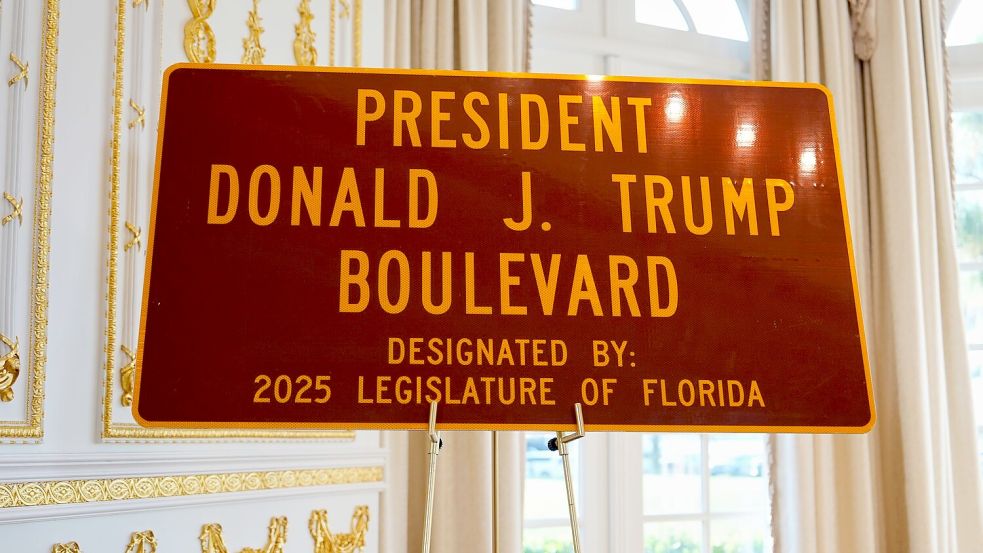 PRESIDENT
DONALD J. TRUMP
BOULEVARD
DESIGNATED BY:
2025 LEGISLATURE OF FLORIDA